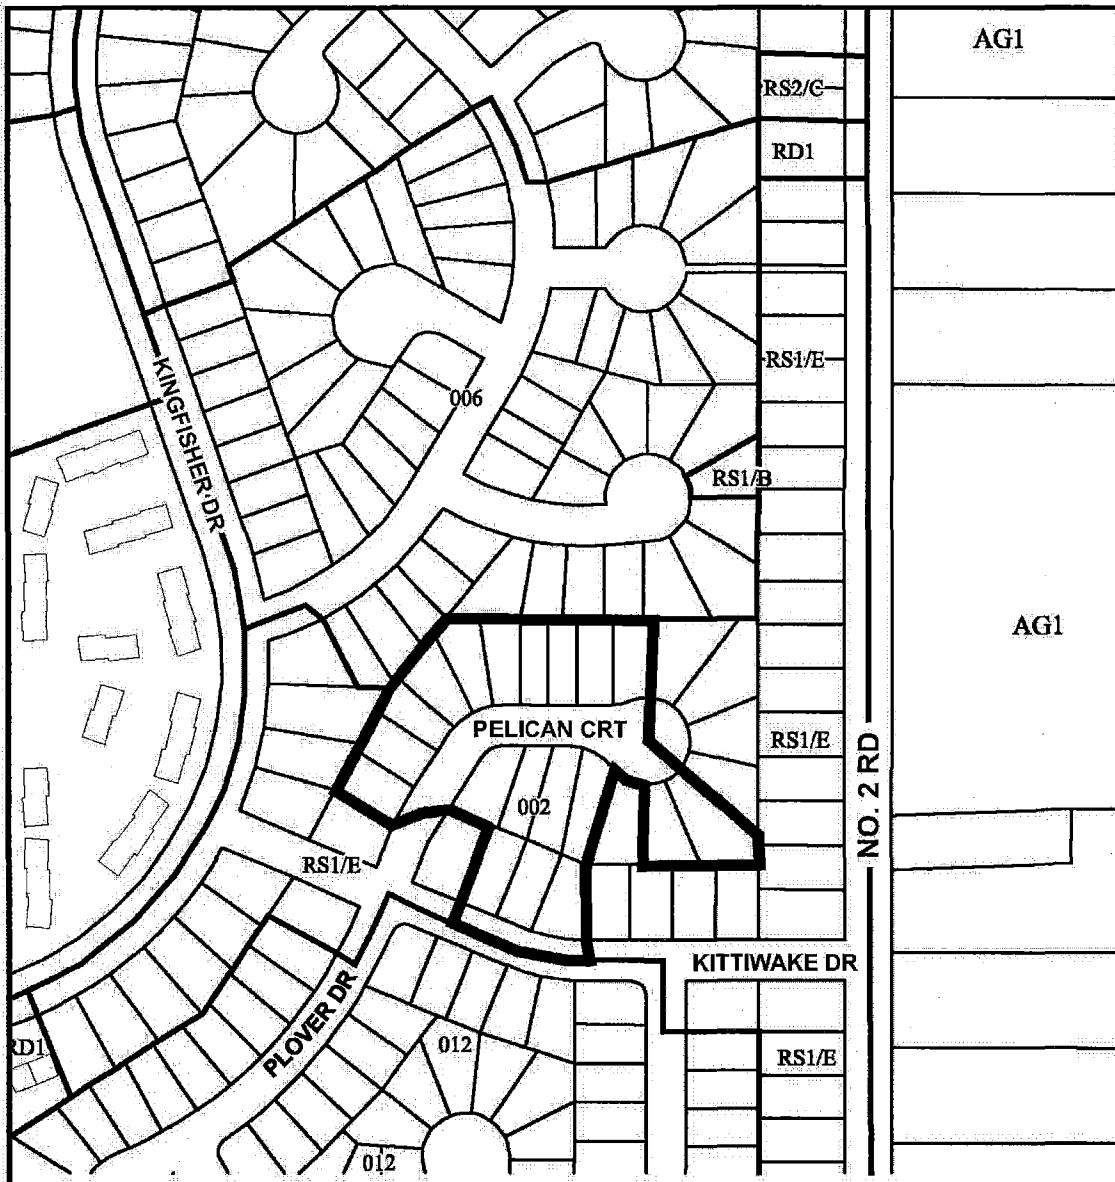 AG1
RS2/C
RD1
RS1/E
KINGFISHER DR
006
RS1/B
AG1
PELICAN CRT
RS1/E
002
NO. 2 RD
RS1/E
KITTIWAKE DR
PLOVER DR
RD1
012
RS1/E
012